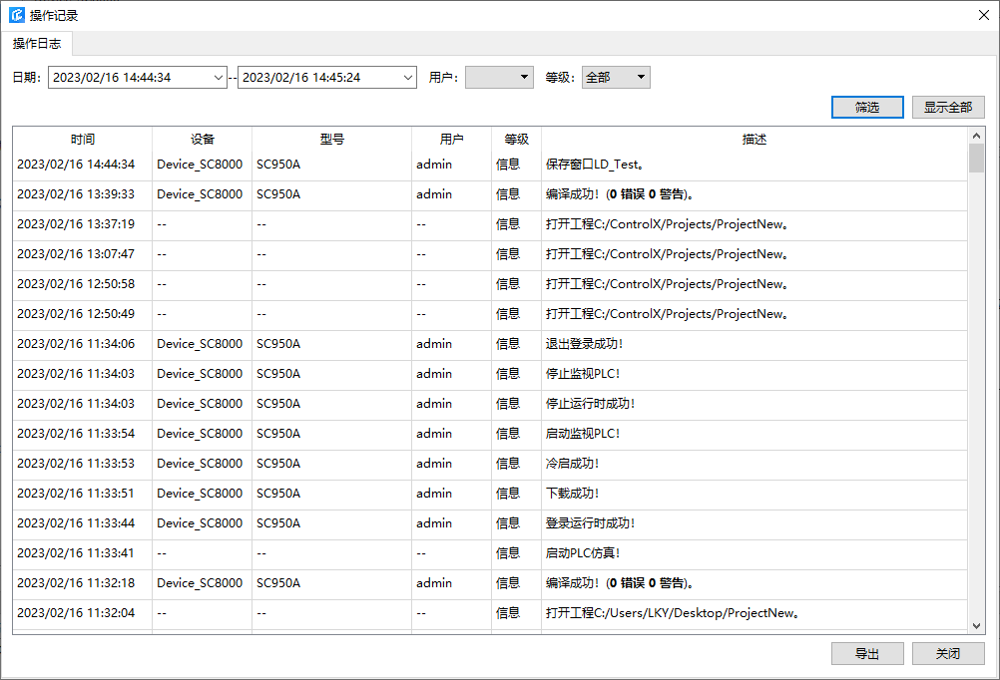 操作记录
操作日志
日期: 2023/02/16 14:44:34 -- 2023/02/16 14:45:24 用户: 等级: 全部
筛选 显示全部
时间 设备 型号 用户 等级 描述
2023/02/16 14:44:34 Device_SC8000 SC950A admin 信息 保存窗口LD_Test。
2023/02/16 13:39:33 Device_SC8000 SC950A admin 信息 编译成功! (0 错误 0 警告)。
2023/02/16 13:37:19 -- -- -- 信息 打开工程C:/ControlX/Projects/ProjectNew。
2023/02/16 13:07:47 -- -- -- 信息 打开工程C:/ControlX/Projects/ProjectNew。
2023/02/16 12:50:58 -- -- -- 信息 打开工程C:/ControlX/Projects/ProjectNew。
2023/02/16 12:50:49 -- -- -- 信息 打开工程C:/ControlX/Projects/ProjectNew。
2023/02/16 11:34:06 Device_SC8000 SC950A admin 信息 退出登录成功!
2023/02/16 11:34:03 Device_SC8000 SC950A admin 信息 停止监视PLC!
2023/02/16 11:34:03 Device_SC8000 SC950A admin 信息 停止运行时成功!
2023/02/16 11:33:54 Device_SC8000 SC950A admin 信息 启动监视PLC!
2023/02/16 11:33:53 Device_SC8000 SC950A admin 信息 冷启成功!
2023/02/16 11:33:51 Device_SC8000 SC950A admin 信息 下载成功!
2023/02/16 11:33:44 Device_SC8000 SC950A admin 信息 登录运行时成功!
2023/02/16 11:33:41 -- -- -- 信息 启动PLC仿真!
2023/02/16 11:32:18 Device_SC8000 SC950A admin 信息 编译成功! (0 错误 0 警告)。
2023/02/16 11:32:04 -- -- -- 信息 打开工程C:/Users/LKY/Desktop/ProjectNew。
导出 关闭